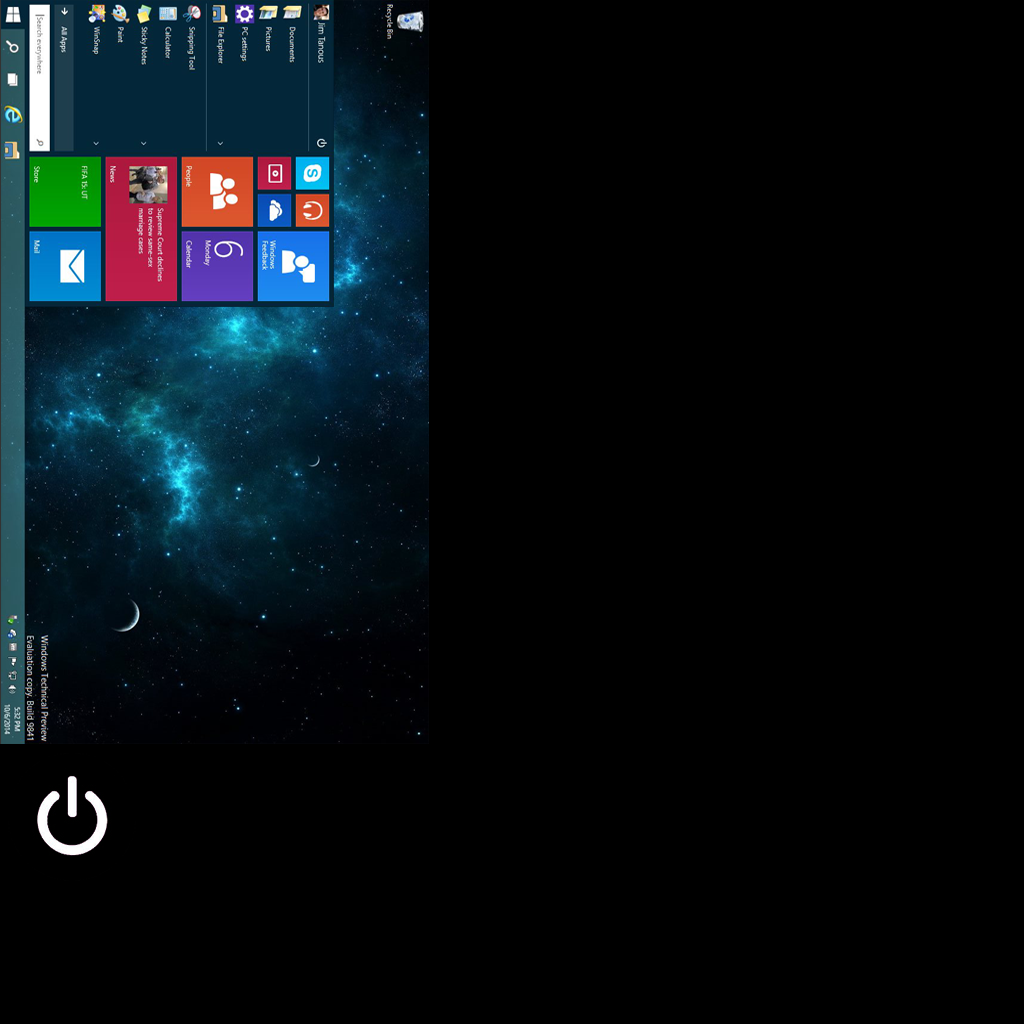 Recycle Bin
Jim Tanous
Documents
Pictures
PC settings
File Explorer
Snipping Tool
Calculator
Sticky Notes
Paint
WinSnap
All Apps
Search everywhere
Windows
Feedback
People
6
Monday
Calendar
Supreme Court declines
to review same-sex
marriage cases
News
FIFA 15: UT
Store
Mail
Windows Technical Preview
Evaluation copy. Build 9841
5:32 PM
10/6/2014